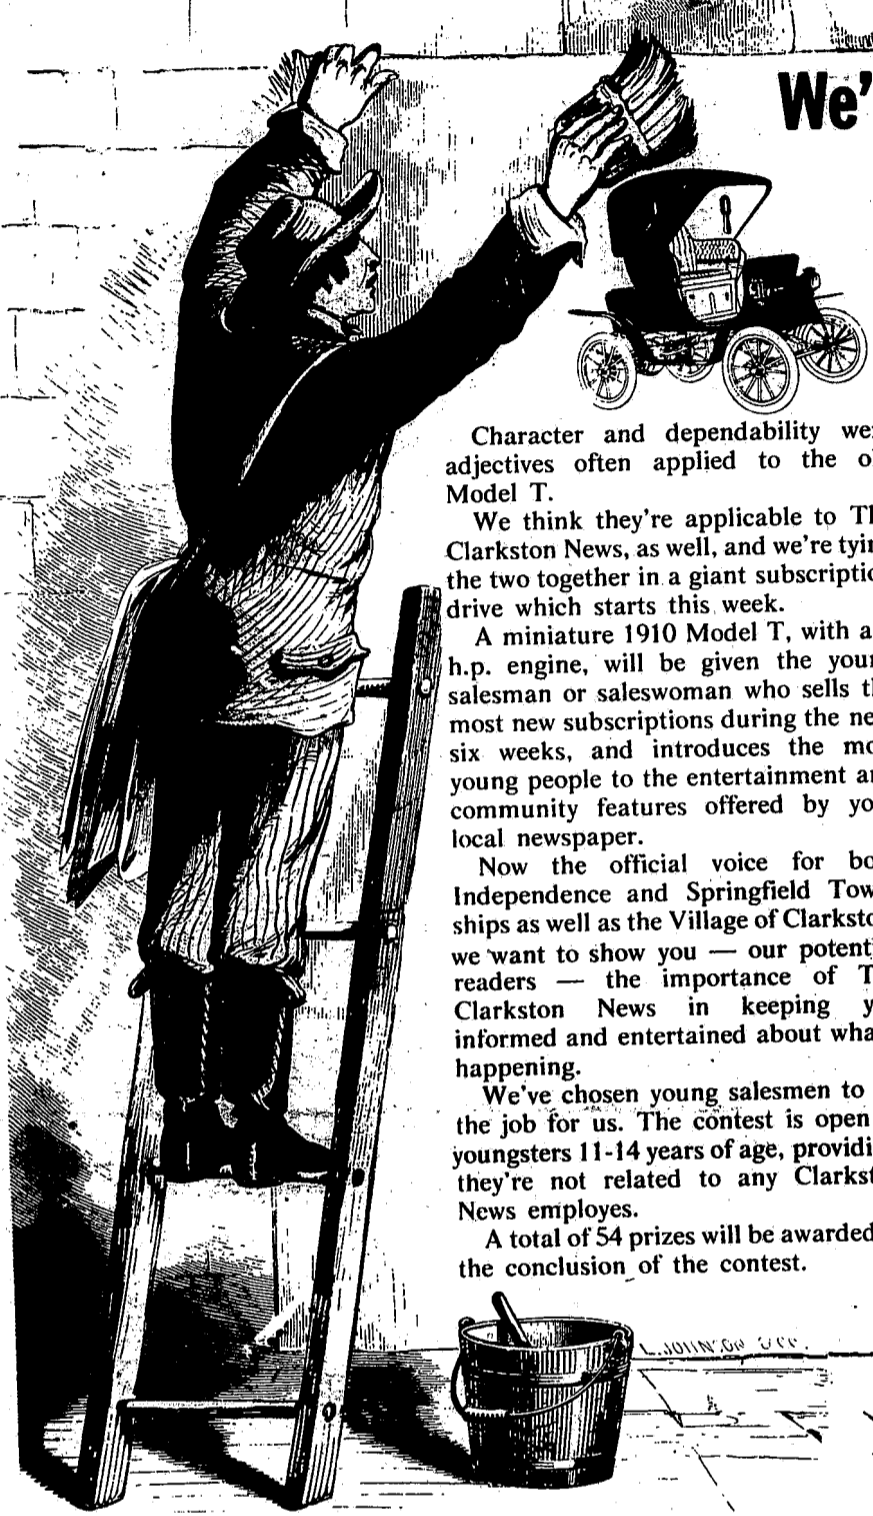 We'
Character and dependability we
adjectives often applied to the o
Model T.
We think they're applicable to Th
Clarkston News, as well, and we're tyin
the two together in a giant subscriptio
drive which starts this week.
A miniature 1910 Model T, with a
h.p. engine, will be given the youn
salesman or saleswoman who sells t
most new subscriptions during the ne
six weeks, and introduces the mo
young people to the entertainment a
community features offered by yo
local newspaper.
Now the official voice for bo
Independence and Springfield Tow
ships as well as the Village of Clarksto
we want to show you — our potent
readers — the importance of T
Clarkston News in keeping y
informed and entertained about wha
happening.
We've chosen young salesmen to
the job for us. The contest is open
youngsters 11-14 years of age, providi
they're not related to any Clarkst
News employes.
A total of 54 prizes will be awarded
the conclusion of the contest.